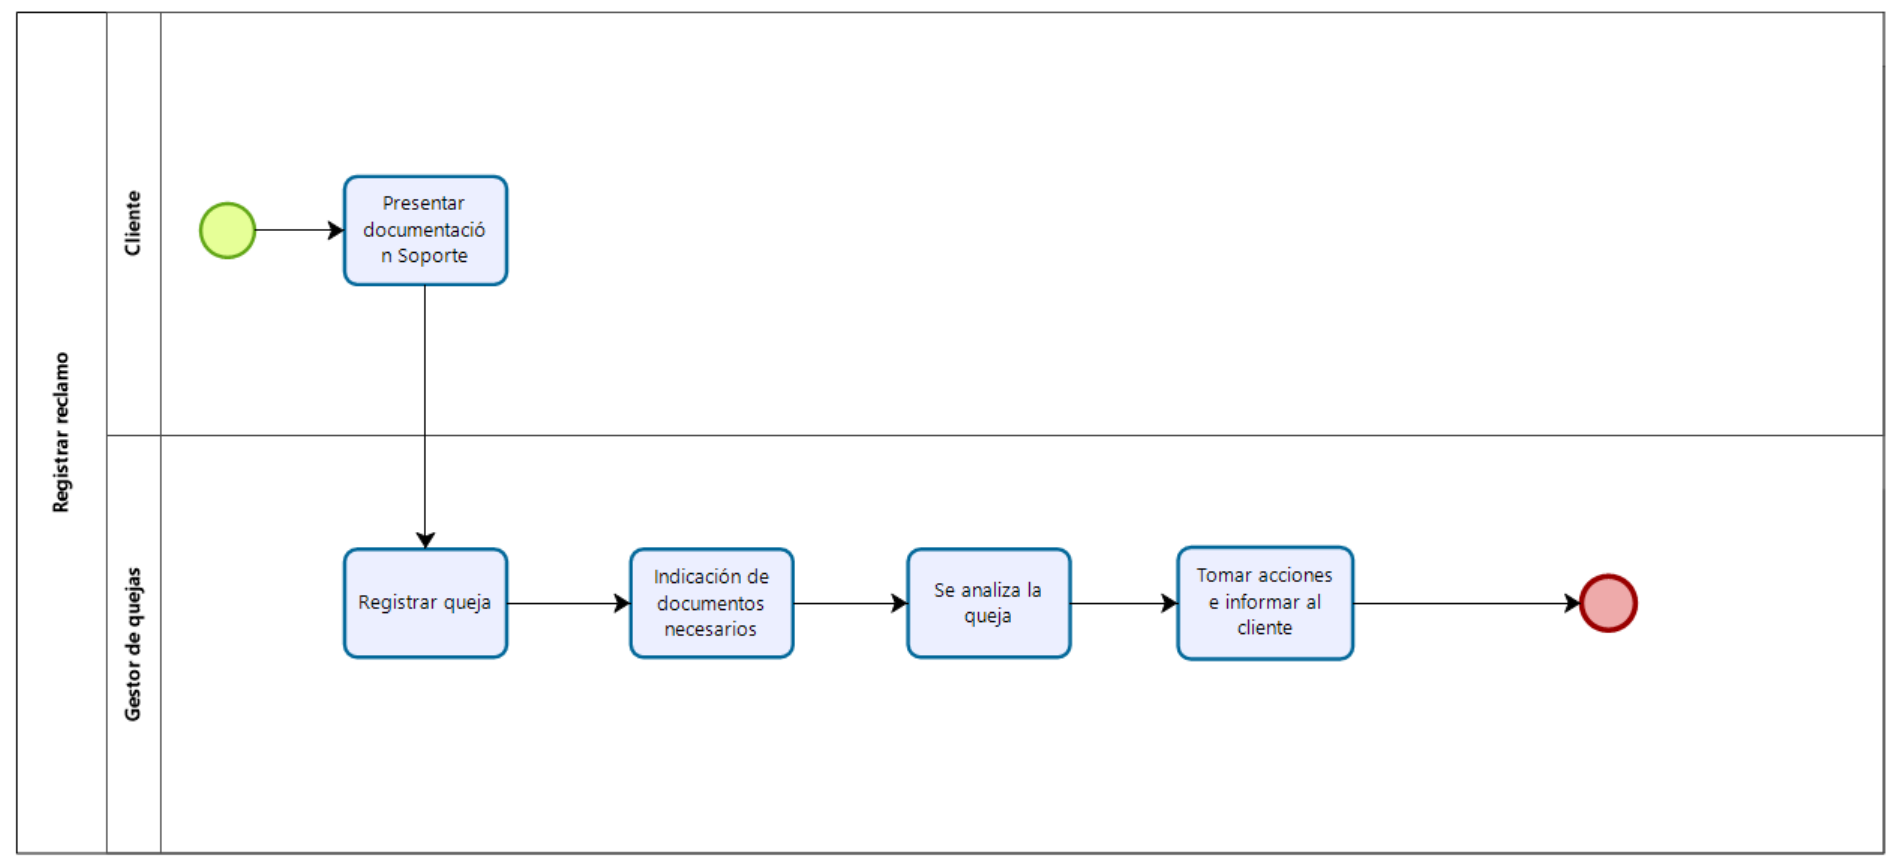 Registrar reclamo
Cliente
Presentar
documentació
n Soporte
Gestor de quejas
Registrar queja
Indicación de
documentos
necesarios
Se analiza la
queja
Tomar acciones
e informar al
cliente